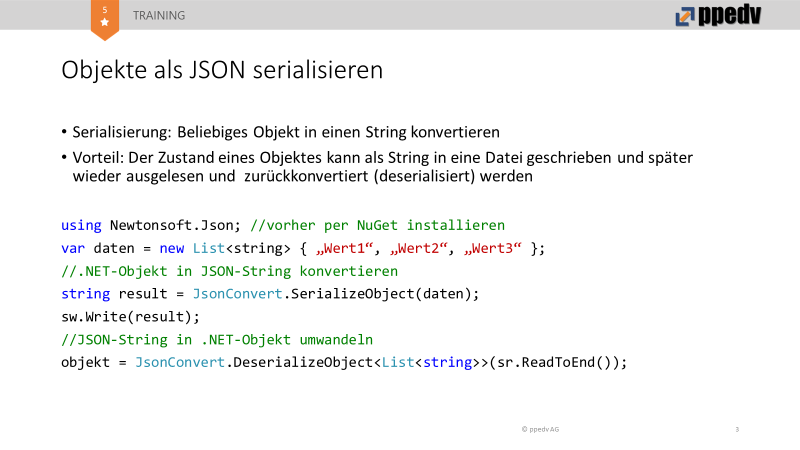 5
TRAINING
ppedv
Objekte als JSON serialisieren
• Serialisierung: Beliebiges Objekt in einen String konvertieren
• Vorteil: Der Zustand eines Objektes kann als String in eine Datei geschrieben und später
wieder ausgelesen und  zurückkonvertiert (deserialisiert) werden
using Newtonsoft.Json; //vorher per NuGet installieren
var daten = new List<string> { „Wert1“, „Wert2“, „Wert3“ };
//.NET-Objekt in JSON-String konvertieren
string result = JsonConvert.SerializeObject(daten);
sw.Write(result);
//JSON-String in .NET-Objekt umwandeln
objekt = JsonConvert.DeserializeObject<List<string>>(sr.ReadToEnd());
© ppedv AG
3